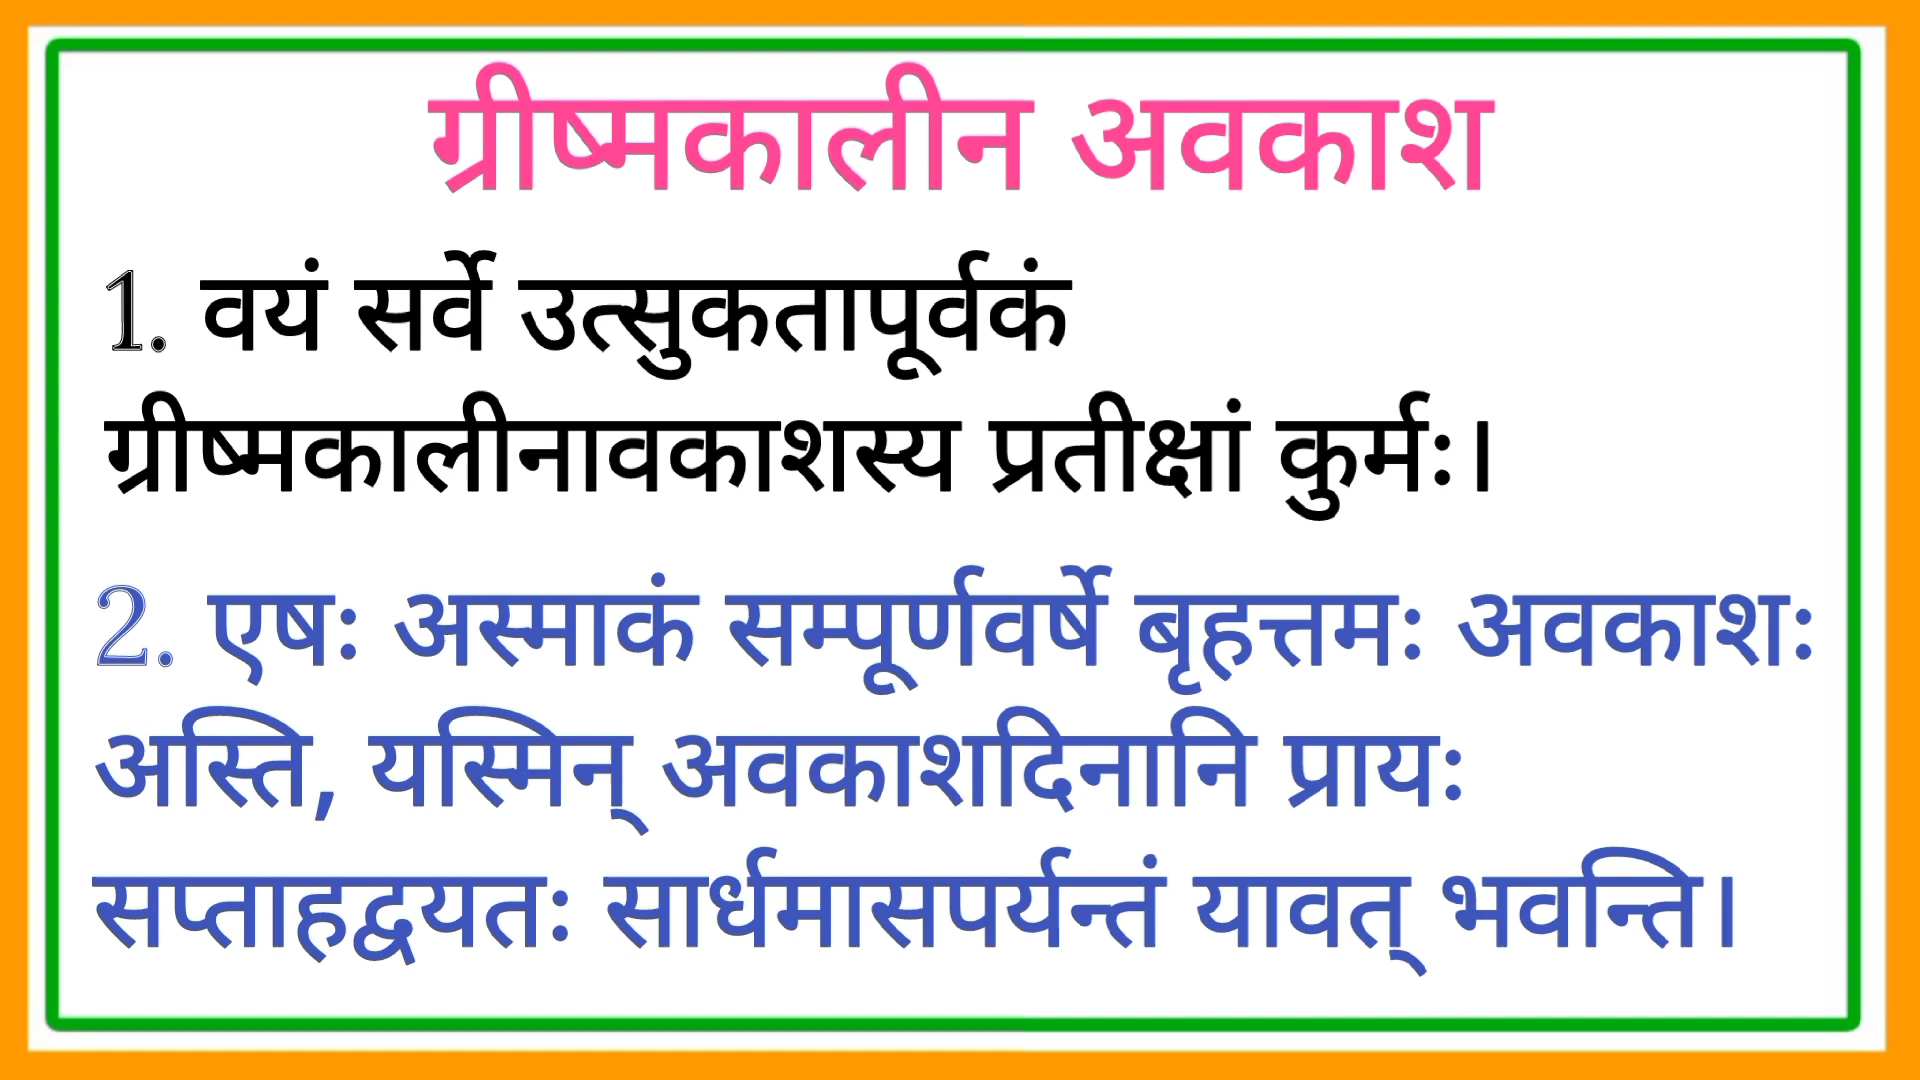 ग्रीष्मकालीन अवकाश
1. वयं सर्वे उत्सुकतापूर्वकं
ग्रीष्मकालीनावकाशस्य प्रतीक्षां कुर्मः।
2. एषः अस्माकं सम्पूर्णवर्षे बृहत्तमः अवकाशः
अस्ति, यस्मिन् अवकाशदिनानि प्रायः
सप्ताहद्वयतः सार्धमासपर्यन्तं यावत् भवन्ति।